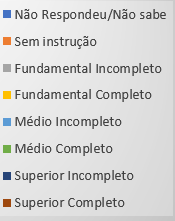 Não Respondeu/Não sabe
Sem instrução
Fundamental Incompleto
Fundamental Completo
Médio Incompleto
Médio Completo
Superior Incompleto
Superior Completo